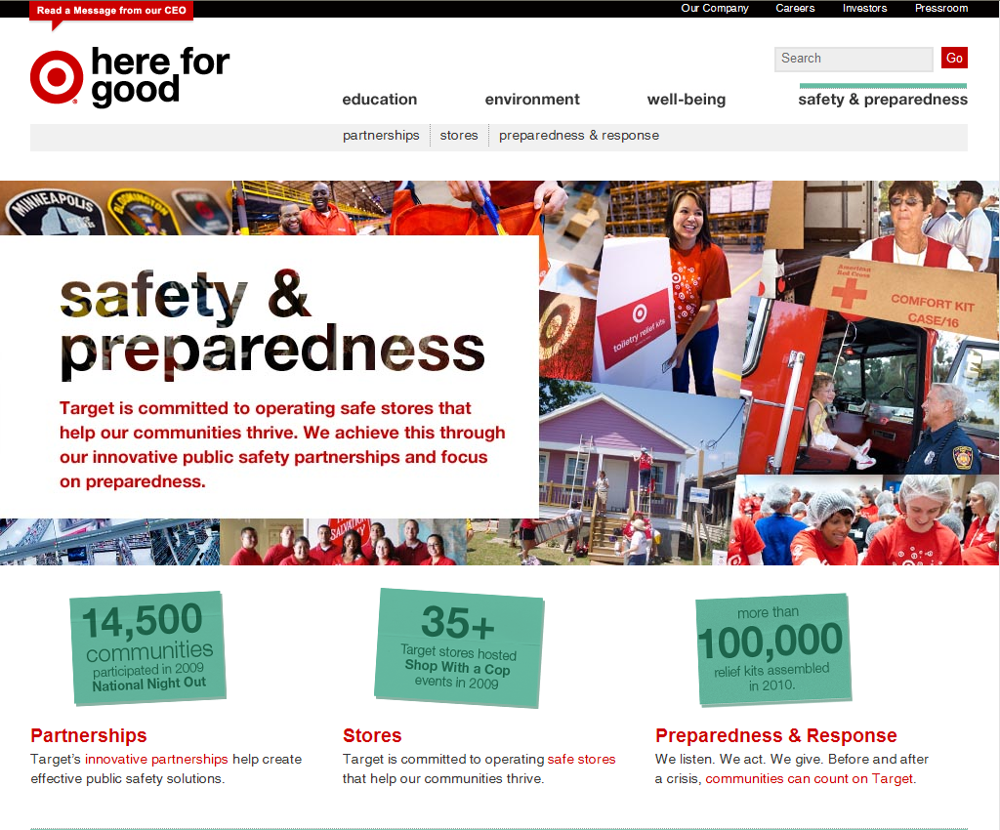 Read a Message from our CEO
Our Company Careers Investors Pressroom
here for
good
Search Go
education environment well-being safety & preparedness
partnerships stores preparedness & response
MINNEAPOLIS
BLOOMINGTON
safety &
preparedness
Target is committed to operating safe stores that
help our communities thrive. We achieve this through
our innovative public safety partnerships and focus
on preparedness.
toiletry relief kits
American
Red Cross
COMFORT KIT
CASE/16
14,500
communities
participated in 2009
National Night Out
35+
Target stores hosted
Shop With a Cop
events in 2009
more than
100,000
relief kits assembled
in 2010.
Partnerships
Target's innovative partnerships help create
effective public safety solutions.
Stores
Target is committed to operating safe stores
that help our communities thrive.
Preparedness & Response
We listen. We act. We give. Before and after
a crisis, communities can count on Target.